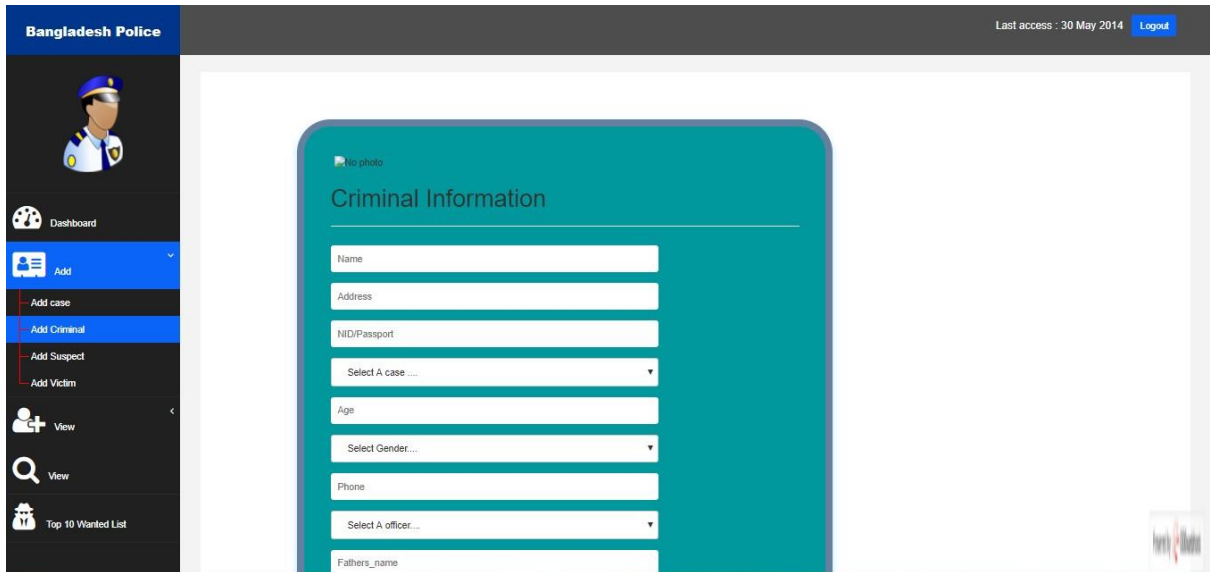 Bangladesh Police
Last access : 30 May 2014 Logout
Dashboard
Add
Add case
Add Criminal
Add Suspect
Add Victim
View
View
Top 10 Wanted List
No photo
Criminal Information
Name
Address
NID/Passport
Select A case ....
Age
Select Gender....
Phone
Select A officer....
Fathers_name